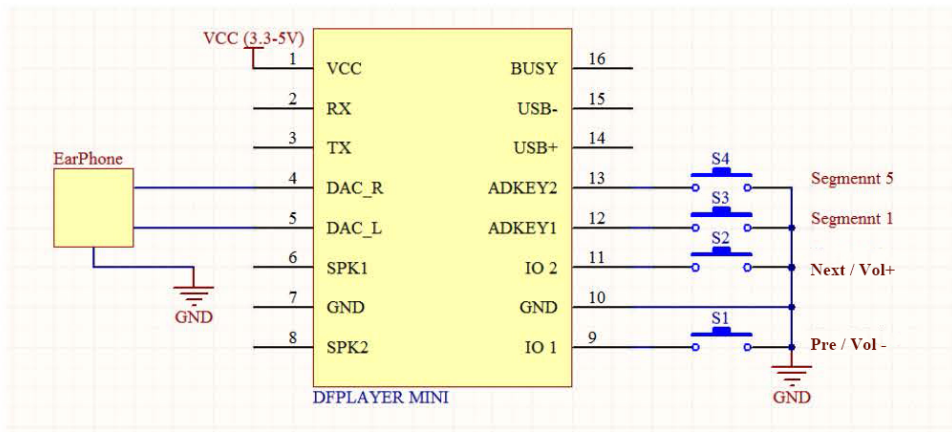 VCC (3.3-5V)
1 VCC BUSY 16
2 RX USB- 15
3 TX USB+ 14
EarPhone
4 DAC_R ADKEY2 13 S4 Segmennt 5
5 DAC_L ADKEY1 12 S3 Segmennt 1
6 SPK1 IO 2 11 S2 Next / Vol+
7 GND GND 10
GND
8 SPK2 IO 1 9 S1 Pre / Vol -
DFPLAYER MINI
GND